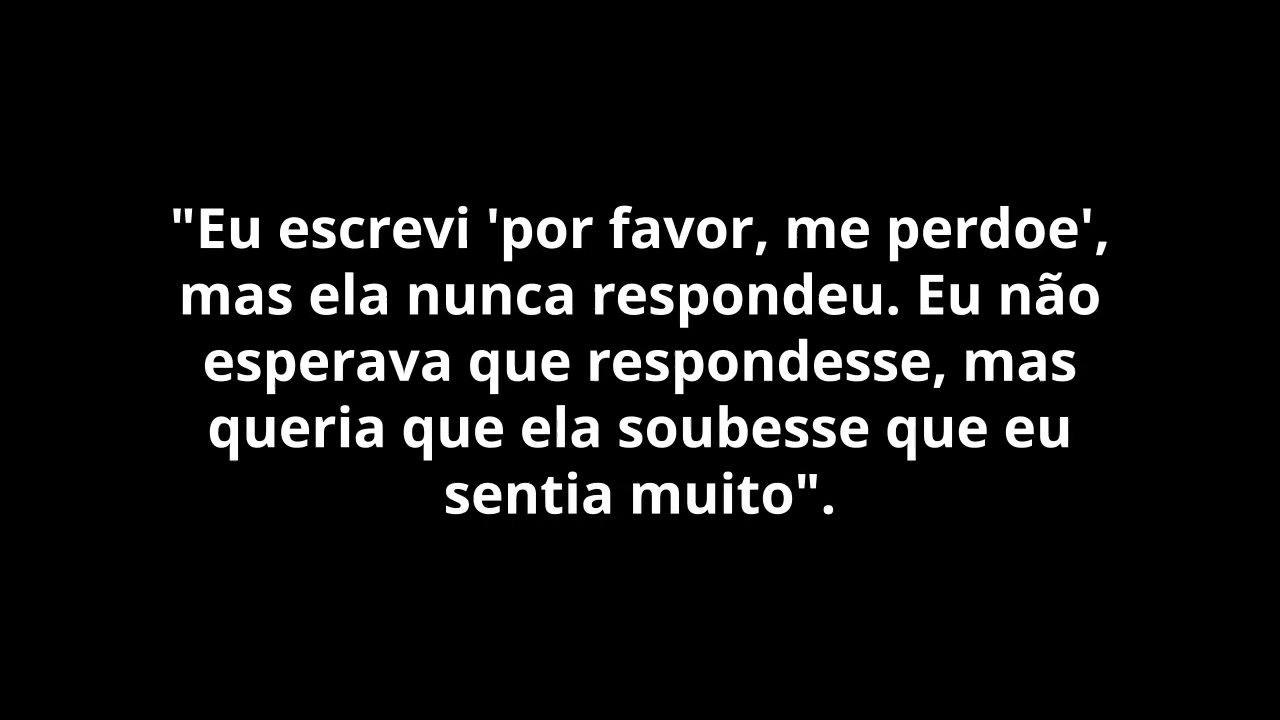 "Eu escrevi 'por favor, me perdoe',
mas ela nunca respondeu. Eu não
esperava que respondesse, mas
queria que ela soubesse que eu
sentia muito".